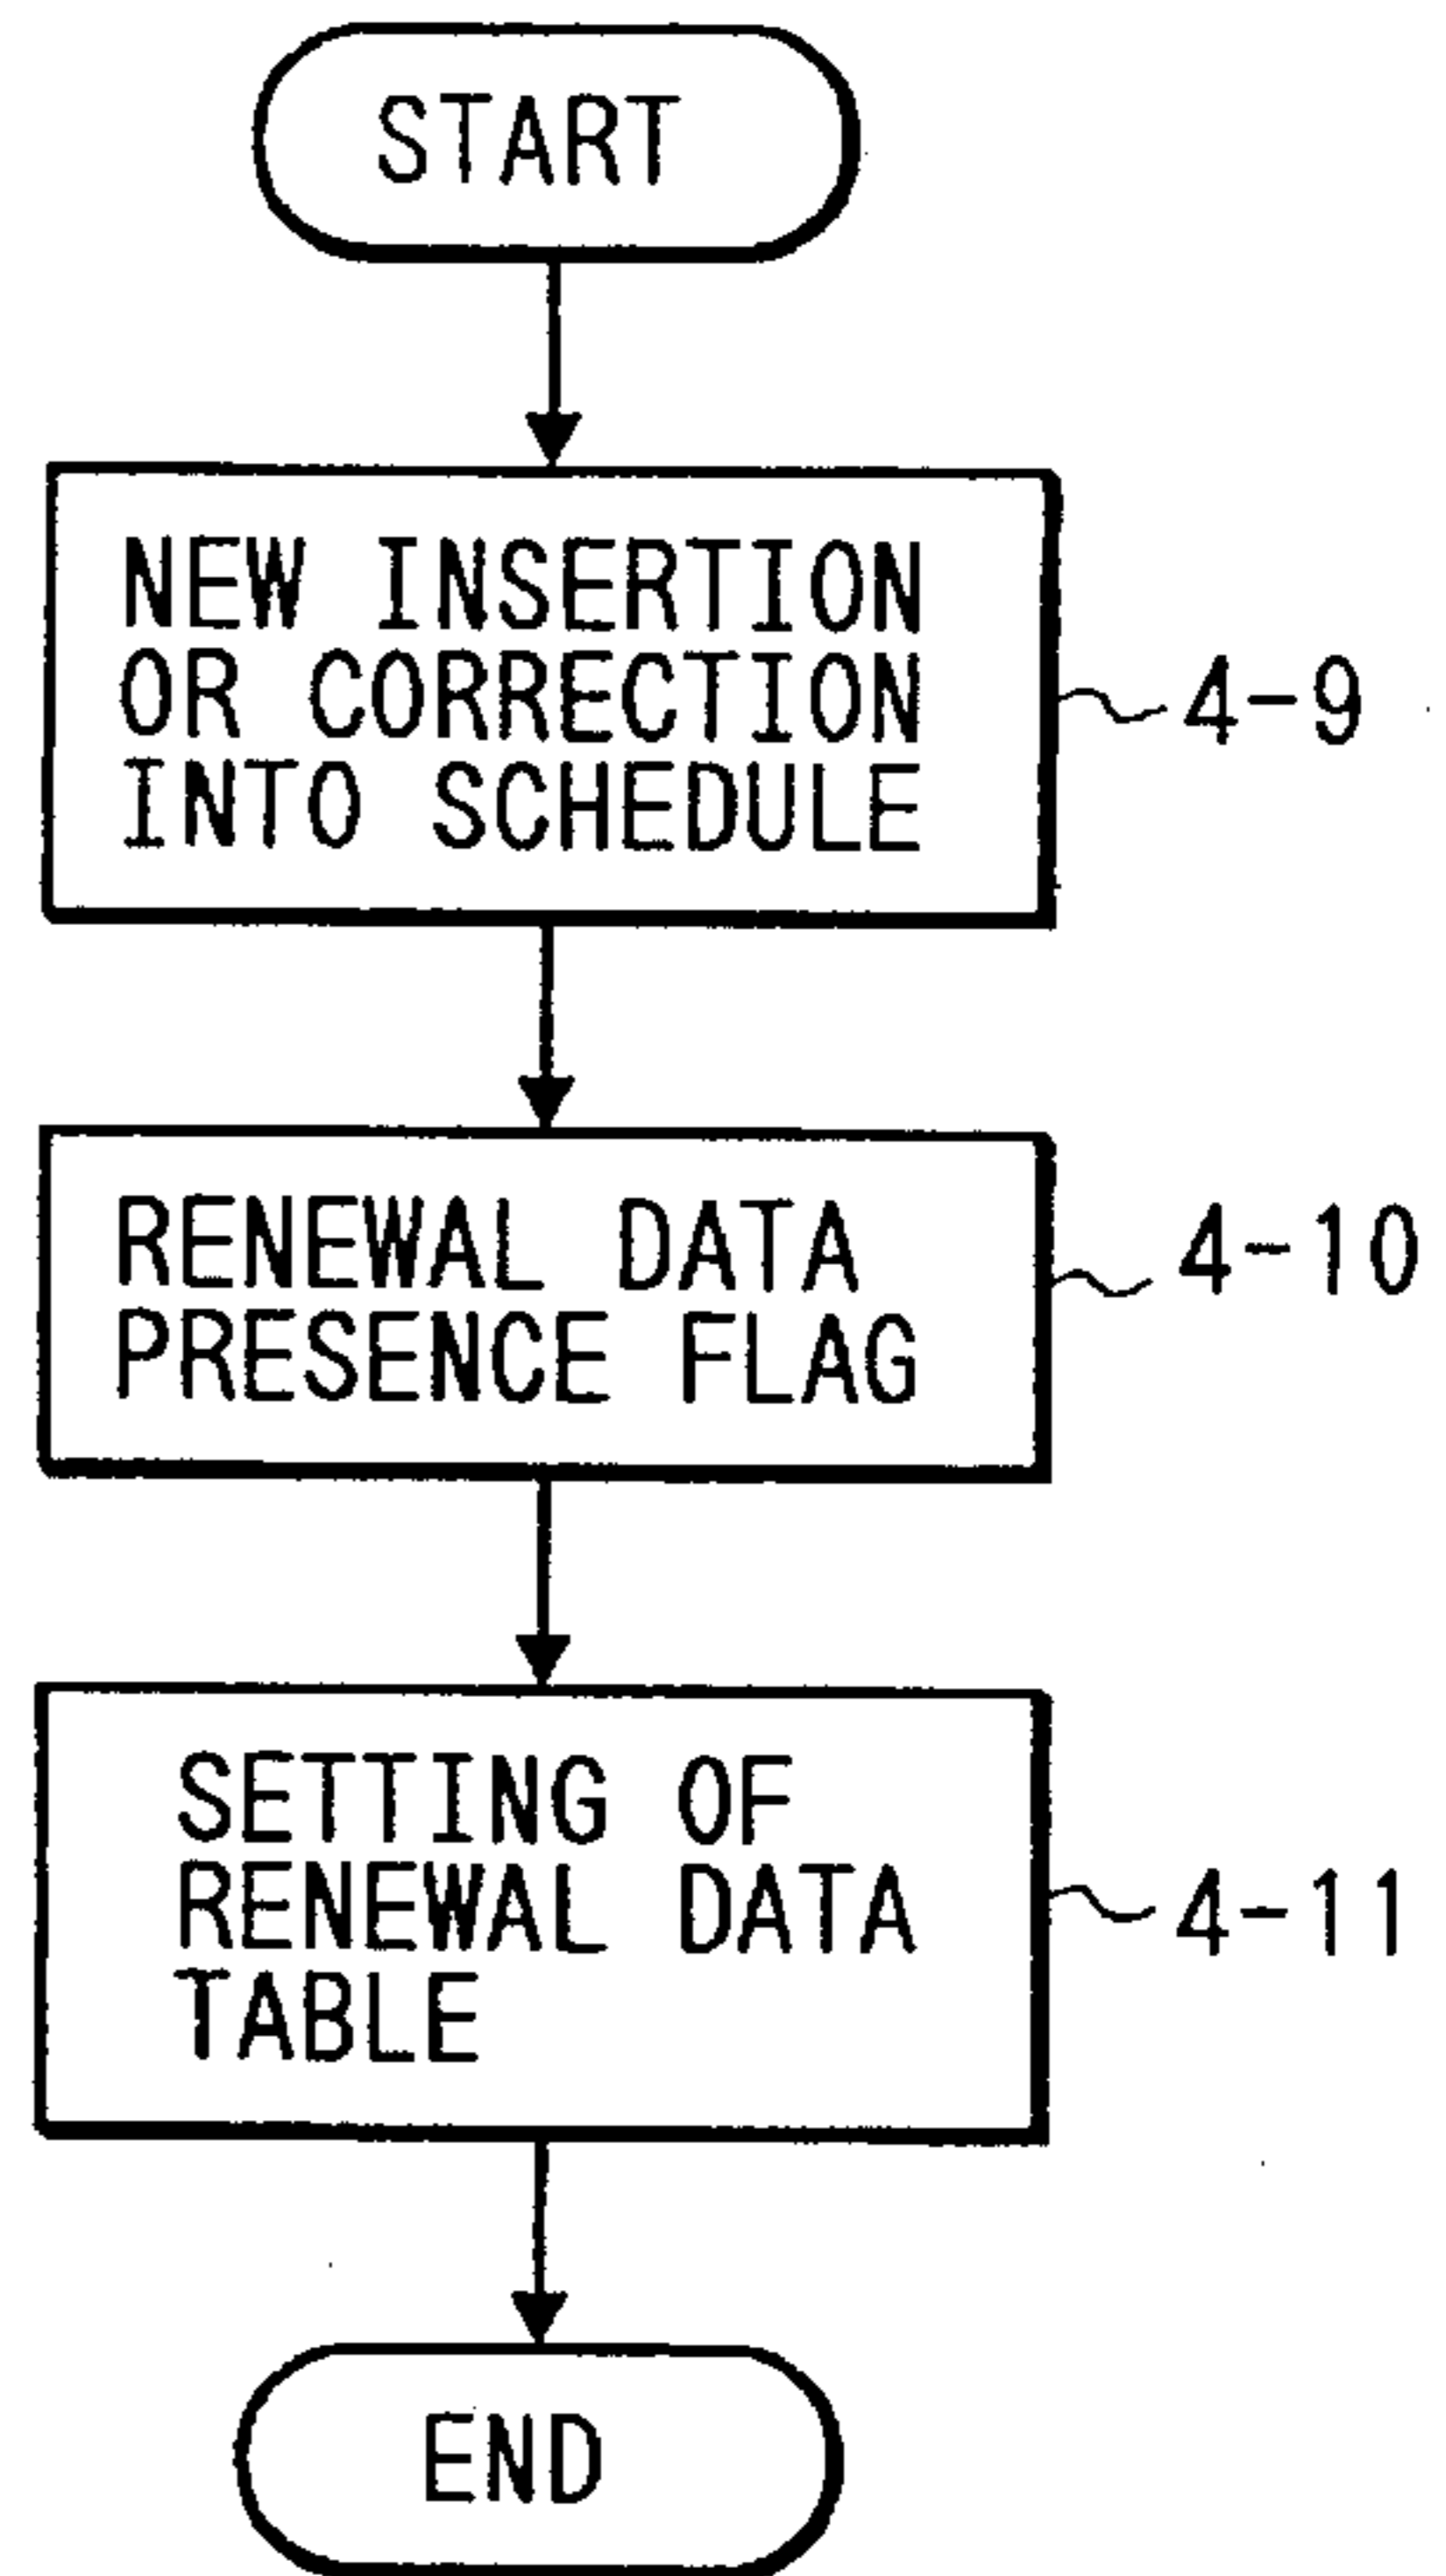 START
NEW INSERTION
OR CORRECTION
INTO SCHEDULE
4-9
RENEWAL DATA
PRESENCE FLAG
4-10
SETTING OF
RENEWAL DATA
TABLE
4-11
END